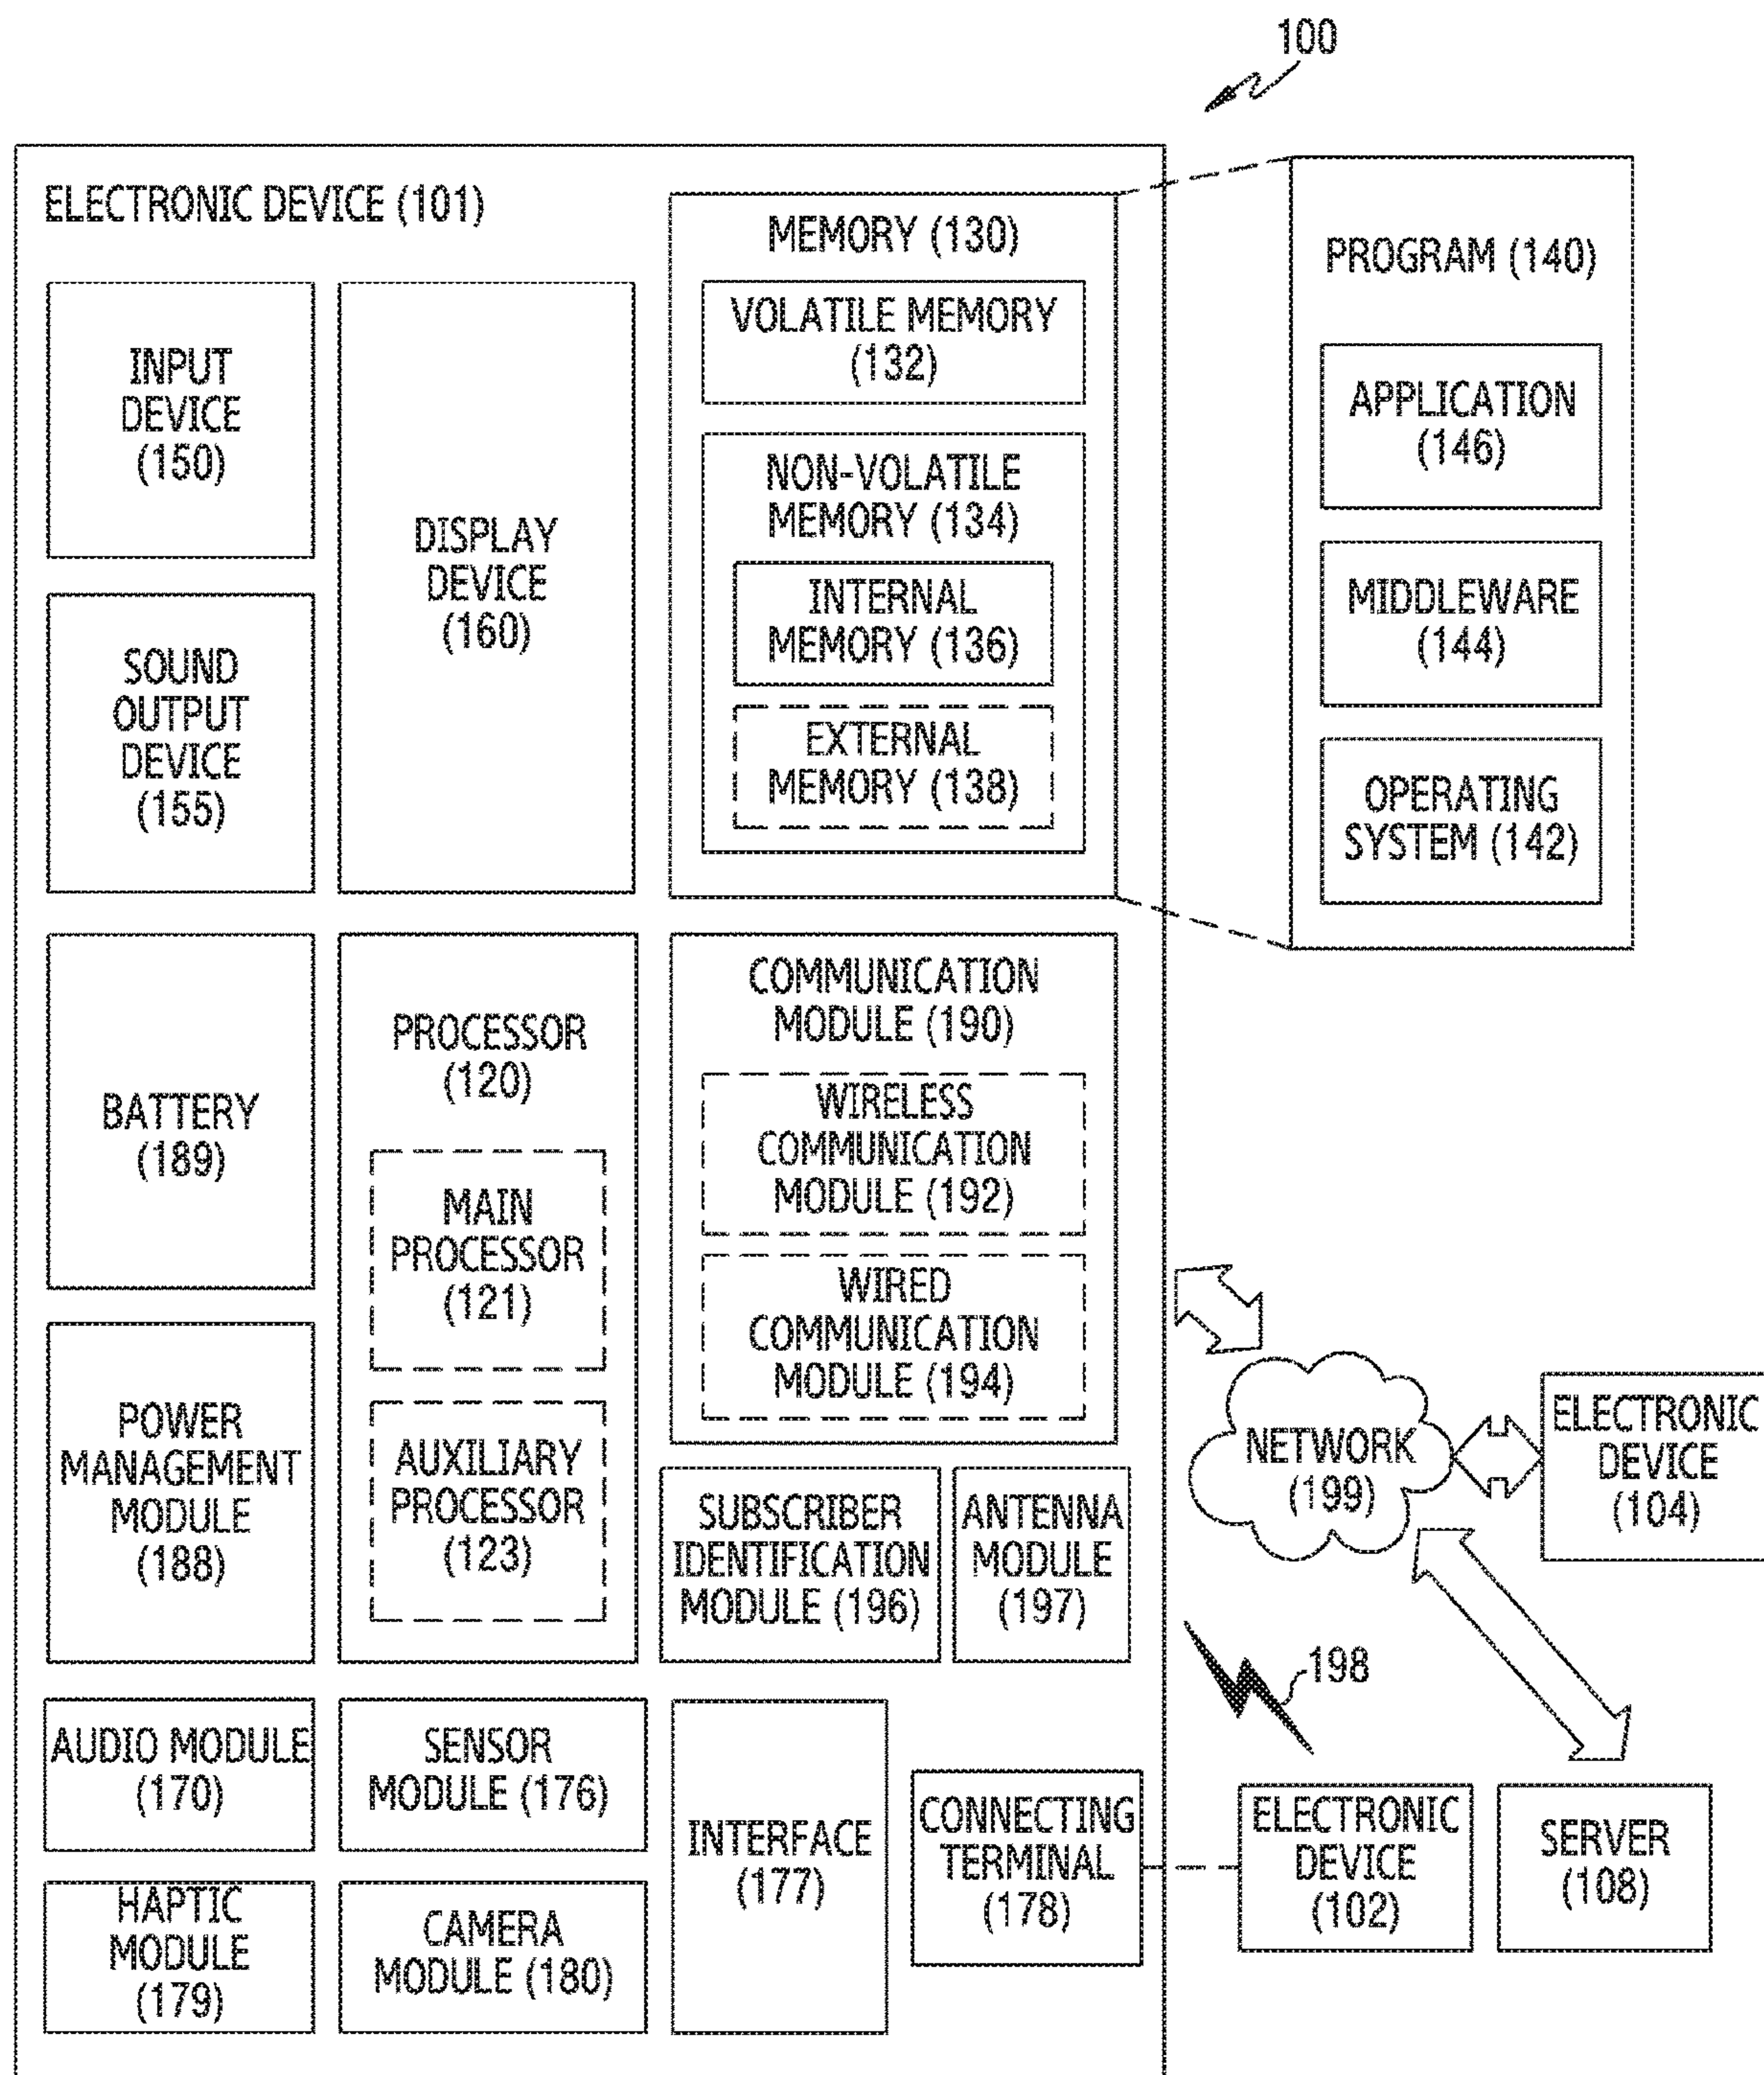 100
ELECTRONIC DEVICE (101)
INPUT
DEVICE
(150)
SOUND
OUTPUT
DEVICE
(155)
DISPLAY
DEVICE
(160)
MEMORY (130)
VOLATILE MEMORY
(132)
NON-VOLATILE
MEMORY (134)
INTERNAL
MEMORY (136)
EXTERNAL
MEMORY (138)
PROGRAM (140)
APPLICATION
(146)
MIDDLEWARE
(144)
OPERATING
SYSTEM (142)
BATTERY
(189)
POWER
MANAGEMENT
MODULE
(188)
PROCESSOR
(120)
MAIN
PROCESSOR
(121)
AUXILIARY
PROCESSOR
(123)
COMMUNICATION
MODULE (190)
WIRELESS
COMMUNICATION
MODULE (192)
WIRED
COMMUNICATION
MODULE (194)
SUBSCRIBER
IDENTIFICATION
MODULE (196)
ANTENNA
MODULE
(197)
NETWORK
(199)
ELECTRONIC
DEVICE
(104)
198
AUDIO MODULE
(170)
SENSOR
MODULE (176)
INTERFACE
(177)
CONNECTING
TERMINAL
(178)
ELECTRONIC
DEVICE
(102)
SERVER
(108)
HAPTIC
MODULE
(179)
CAMERA
MODULE (180)